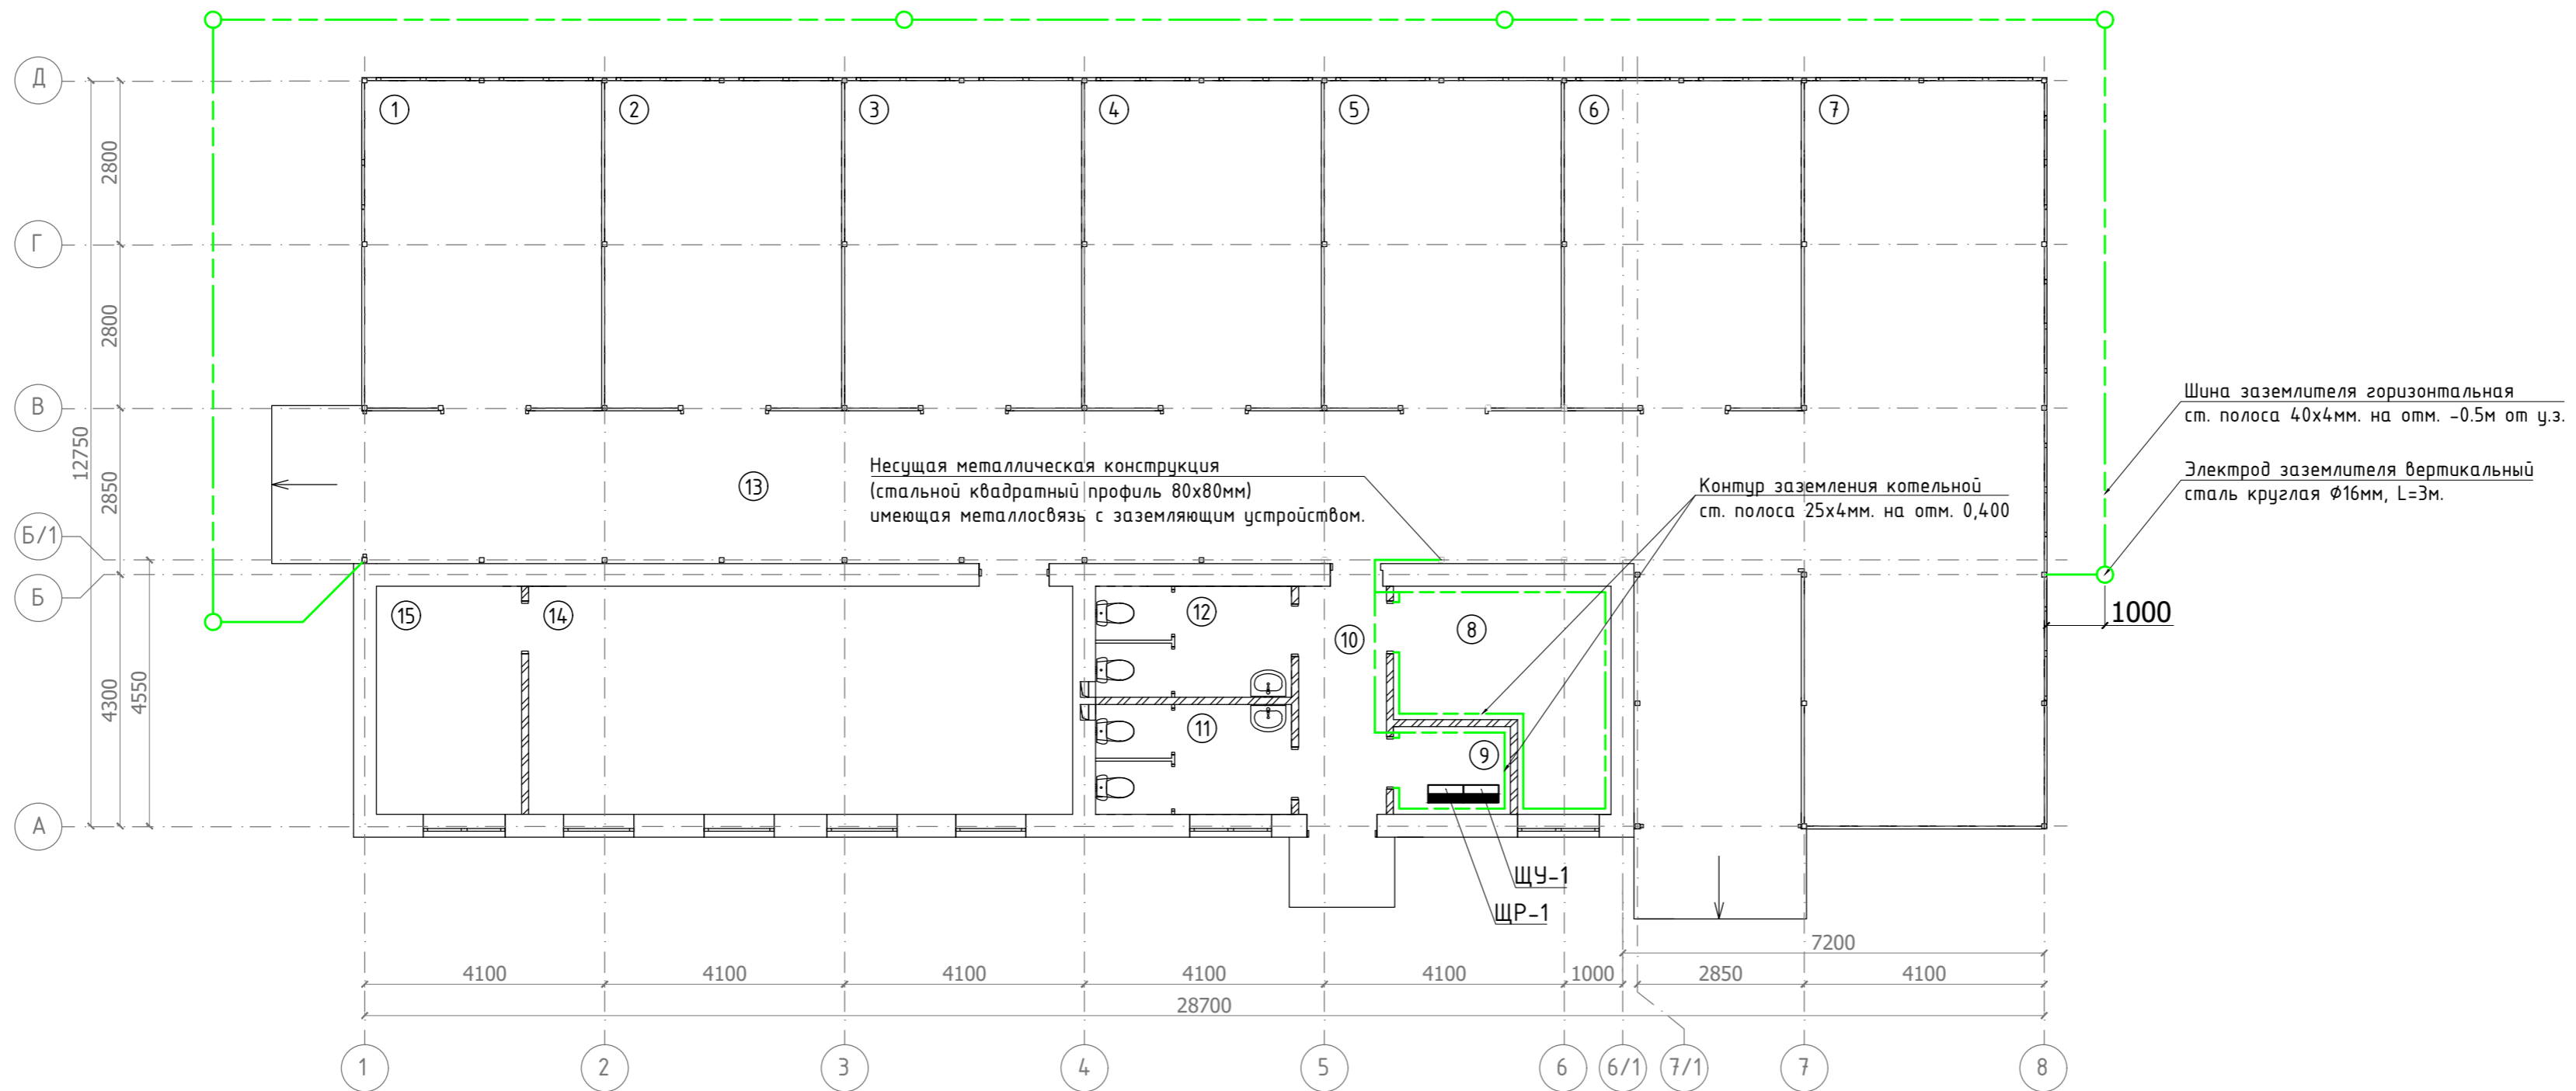 Д
1
2
3
4
5
6
7
2800
Г
2800
В
Шина заземлителя горизонтальная
ст. полоса 40х4мм. на отм. -0.5м от у.з.
12750
2850
13
Несущая металлическая конструкция
(стальной квадратный профиль 80х80мм)
имеющая металлосвязь с заземляющим устройством.
Контур заземления котельной
ст. полоса 25х4мм. на отм. 0,400
Электрод заземлителя вертикальный
сталь круглая Ф16мм, L=3м.
Б/1
Б
15
14
12
10
8
1000
4300
4550
11
9
А
ЩУ-1
ЩР-1
7200
4100
4100
4100
4100
4100
1000
2850
4100
28700
1
2
3
4
5
6
6/1
7/1
7
8